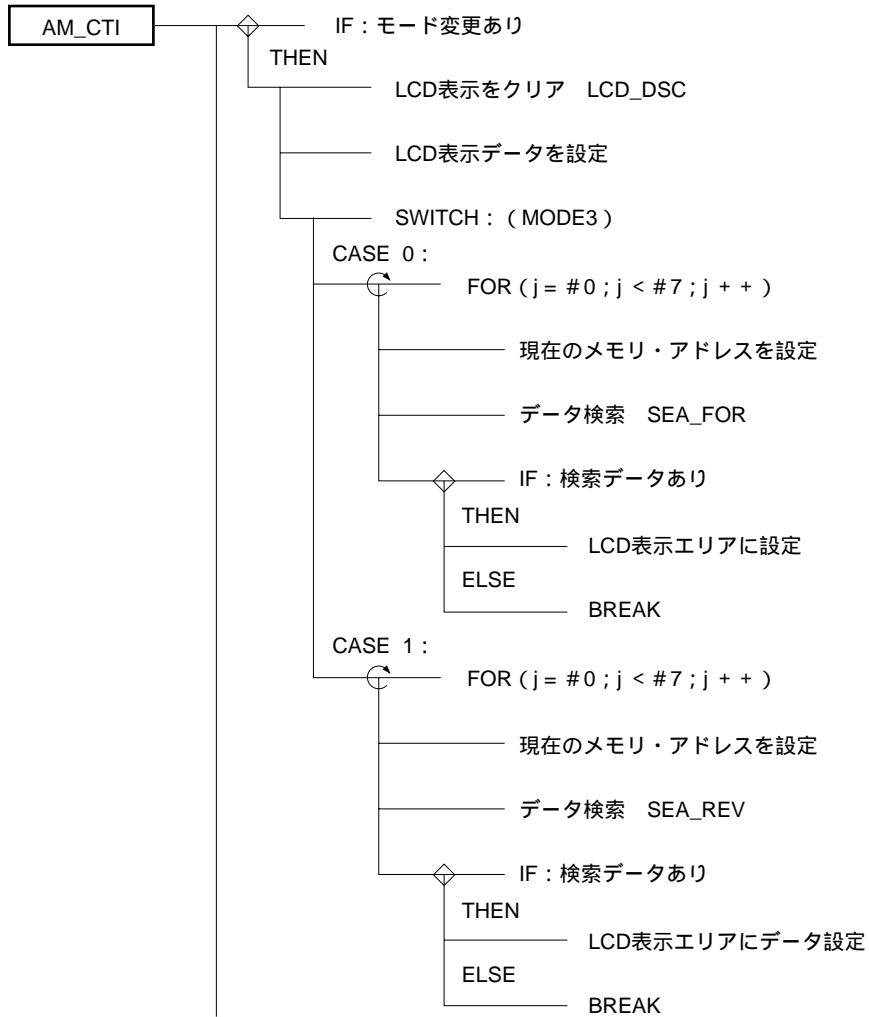 AM_CTI
IF：モード変更あり
THEN
LCD表示をクリア　LCD_DSC
LCD表示データを設定
SWITCH：（MODE3）
CASE 0：
FOR（j＝#0；j＜#7；j＋＋）
現在のメモリ・アドレスを設定
データ検索　SEA_FOR
IF：検索データあり
THEN
LCD表示エリアに設定
ELSE
BREAK
CASE 1：
FOR（j＝#0；j＜#7；j＋＋）
現在のメモリ・アドレスを設定
データ検索　SEA_REV
IF：検索データあり
THEN
LCD表示エリアにデータ設定
ELSE
BREAK